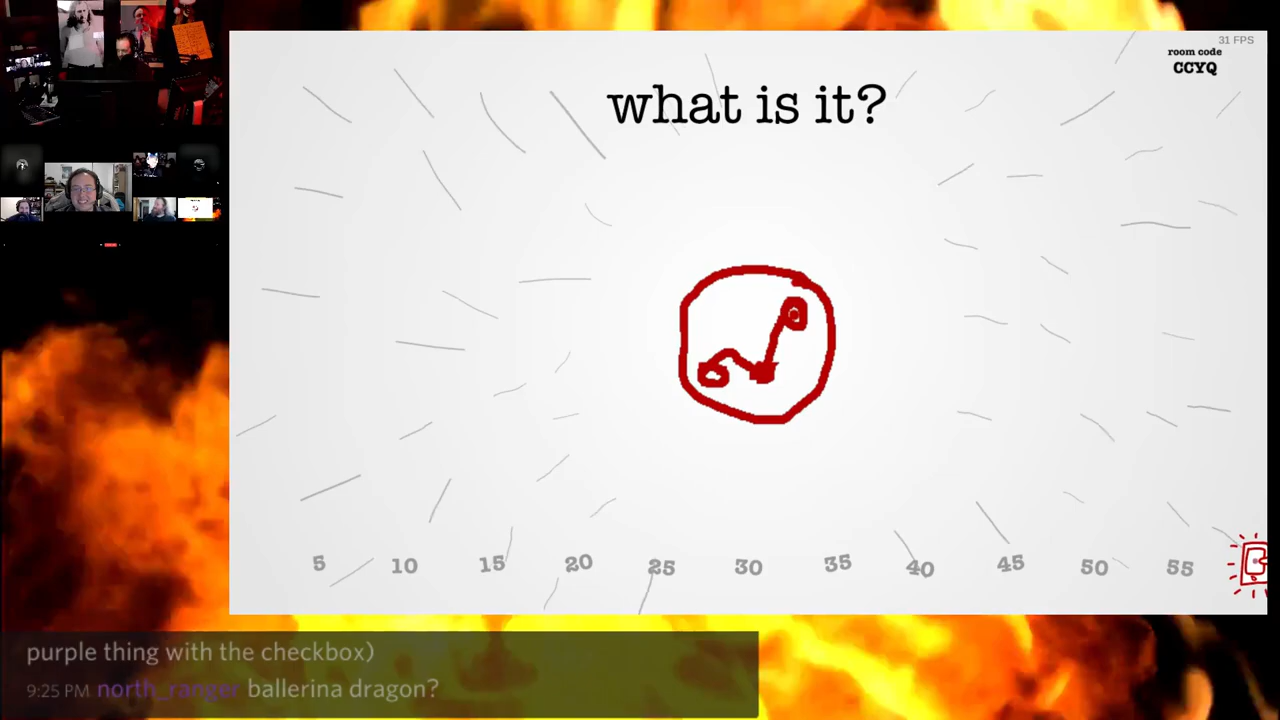 31 FPS
room code
CCYQ
what is it?
5 10 15 20 25 30 35 40 45 50 55
purple thing with the checkbox)
9:25 PM north_ranger ballerina dragon?